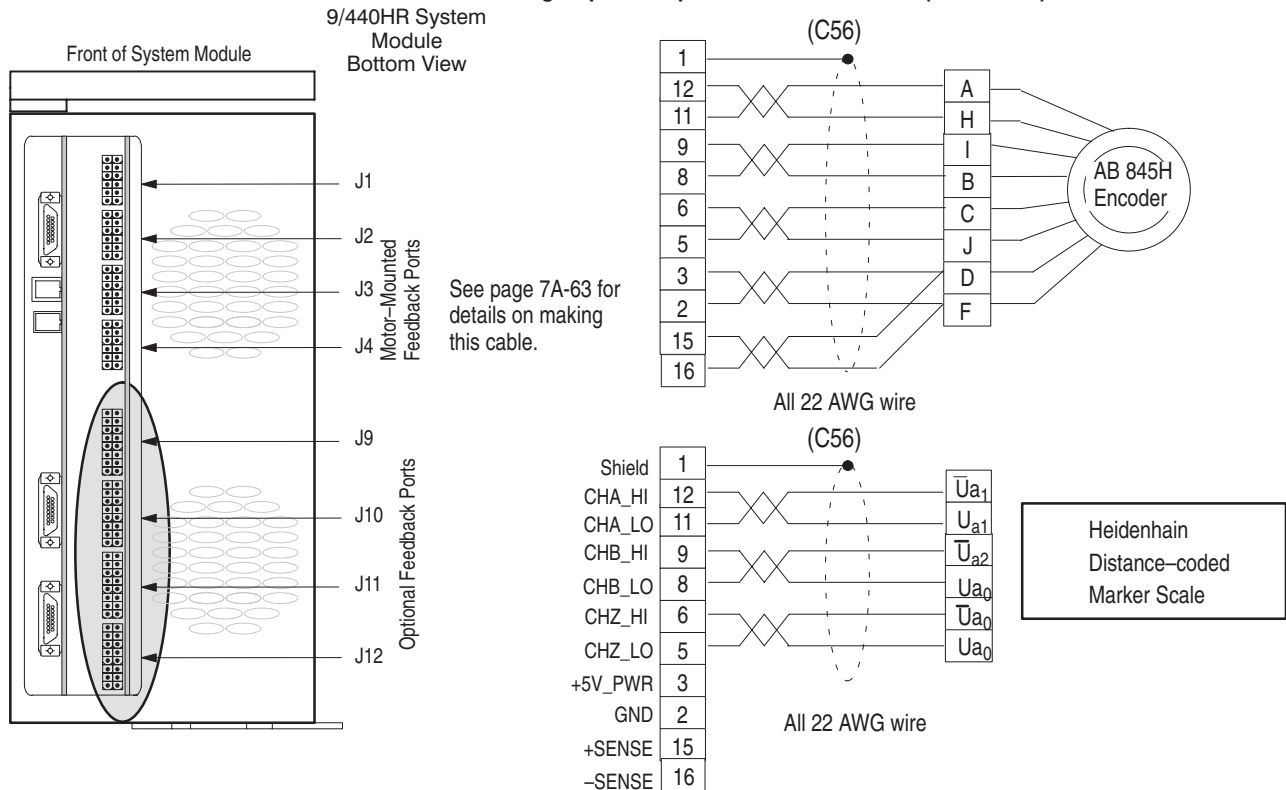 9/440HR System
Module
Bottom View
Front of System Module
J1
J2
J3
J4
Motor–Mounted
Feedback Ports
J9
J10
J11
J12
Optional Feedback Ports
See page 7A-63 for
details on making
this cable.
(C56)
1
12
11
9
8
6
5
3
2
15
16
A
H
I
B
C
J
D
F
AB 845H
Encoder
All 22 AWG wire
(C56)
Shield 1
CHA_HI 12
CHA_LO 11
CHB_HI 9
CHB_LO 8
CHZ_HI 6
CHZ_LO 5
+5V_PWR 3
GND 2
+SENSE 15
–SENSE 16
U̅a1
Ua1
U̅a2
Ua0
U̅a0
Ua0
All 22 AWG wire
Heidenhain
Distance–coded
Marker Scale